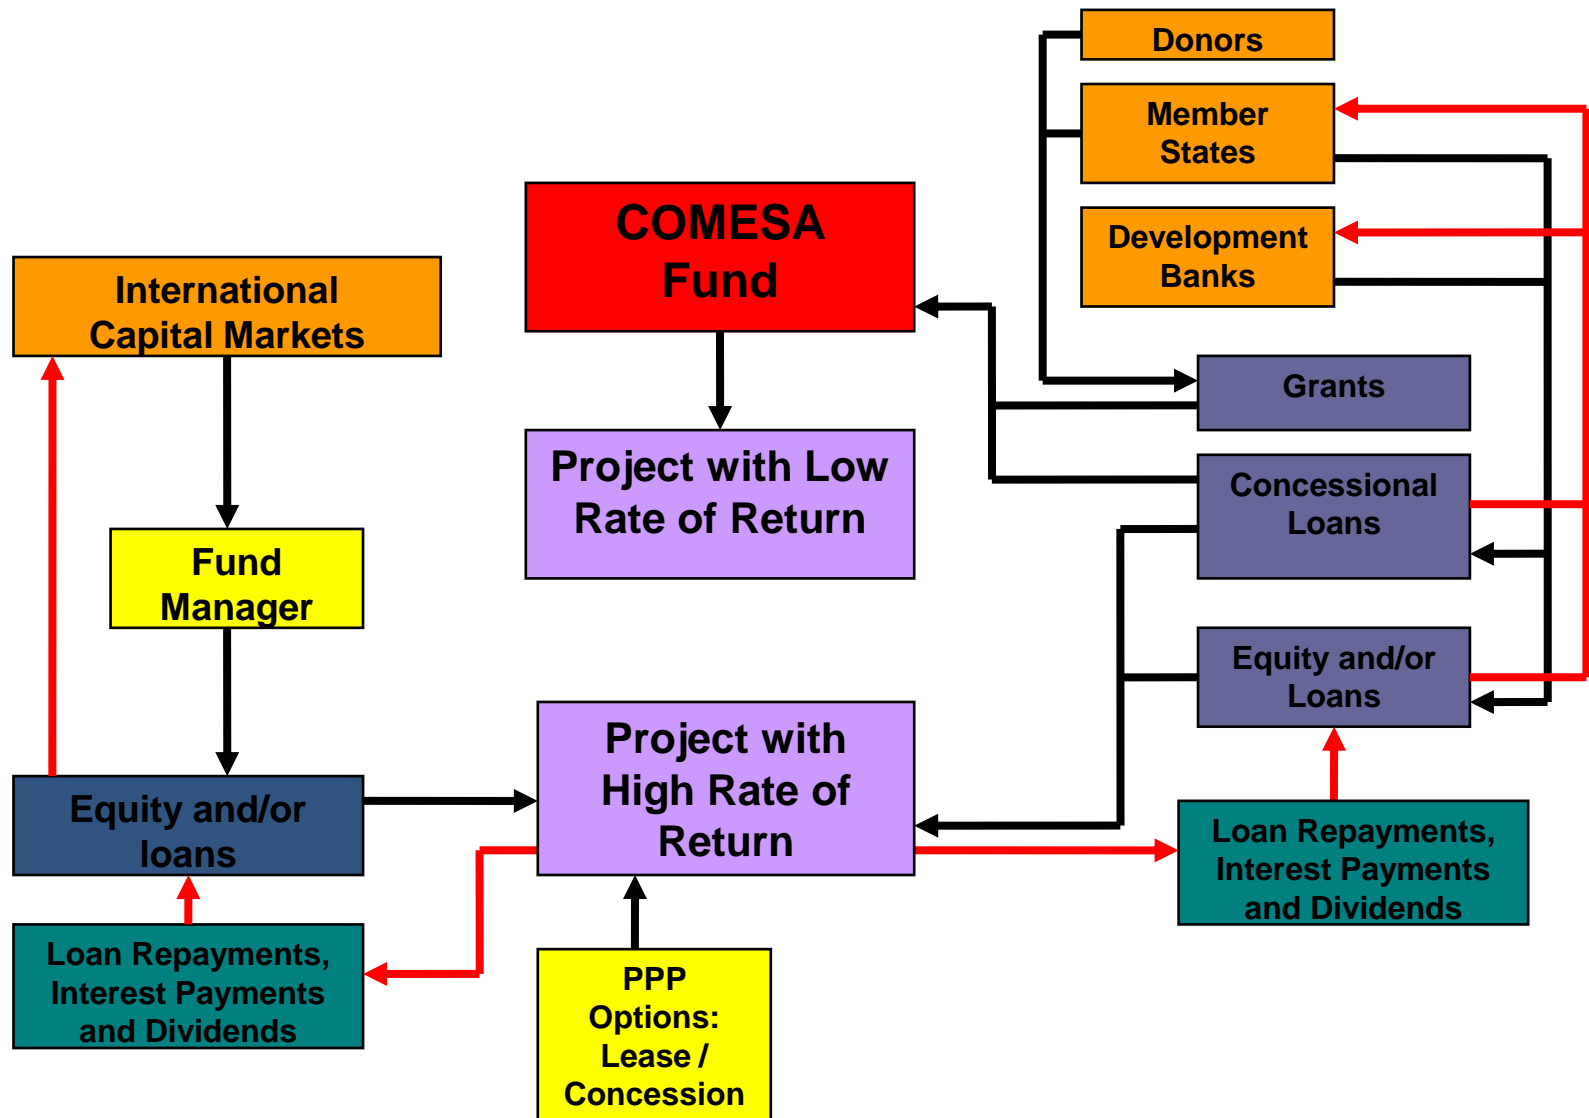 Donors
Member
States
Development
Banks
COMESA
Fund
International
Capital Markets
Grants
Project with Low
Rate of Return
Concessional
Loans
Fund
Manager
Equity and/or
Loans
Project with
High Rate of
Return
Equity and/or
loans
Loan Repayments,
Interest Payments
and Dividends
Loan Repayments,
Interest Payments
and Dividends
PPP
Options:
Lease /
Concession